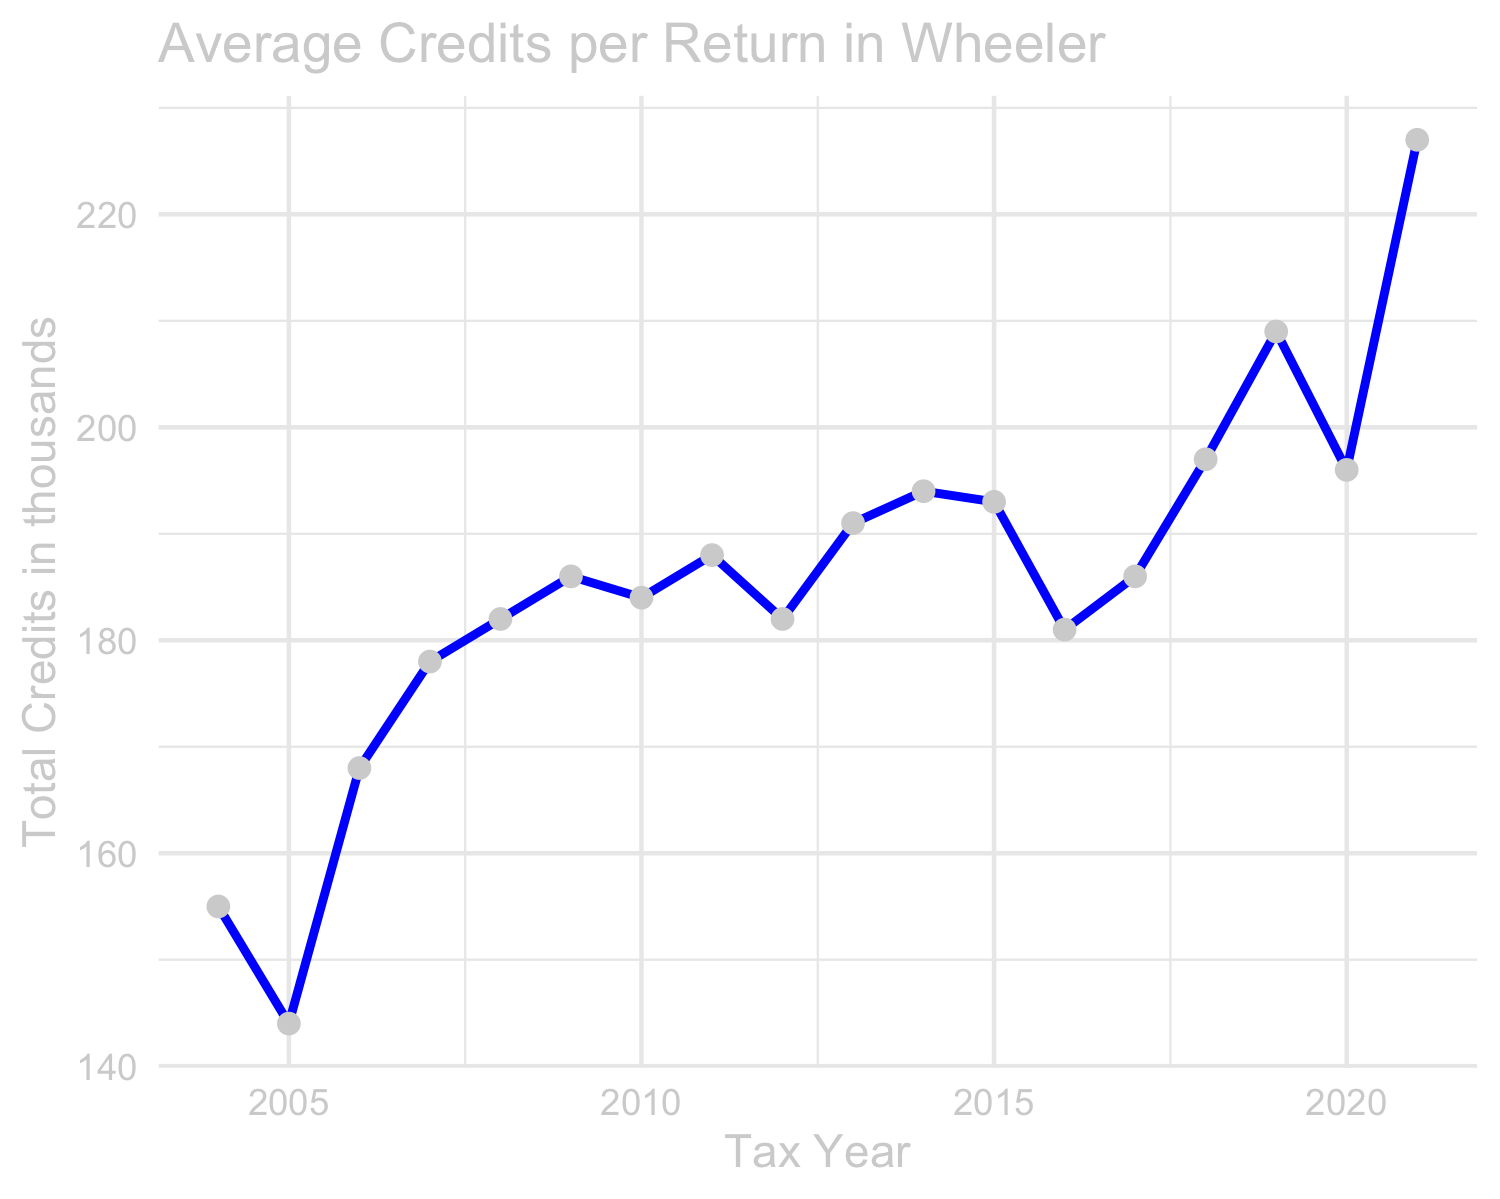 Average Credits per Return in Wheeler
Total Credits in thousands
220
200
180
160
140
2005 2010 2015 2020
Tax Year